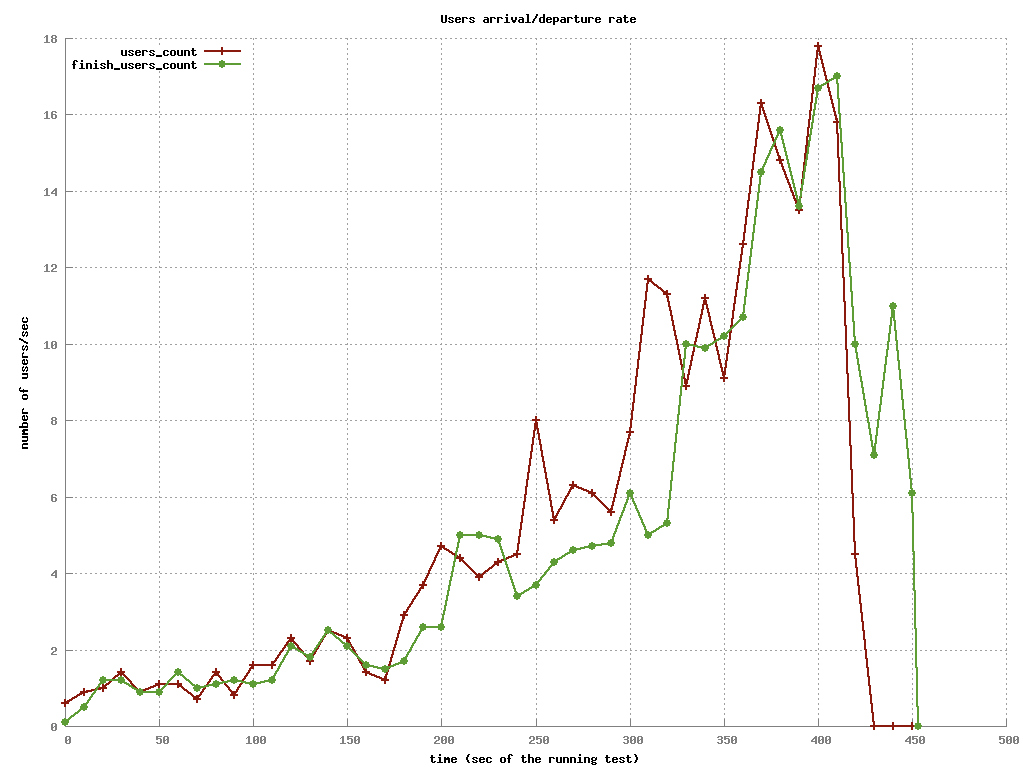 Users arrival/departure rate
users_count
finish_users_count
18
16
14
12
10
8
6
4
2
0
number of users/sec
0 50 100 150 200 250 300 350 400 450 500
time (sec of the running test)